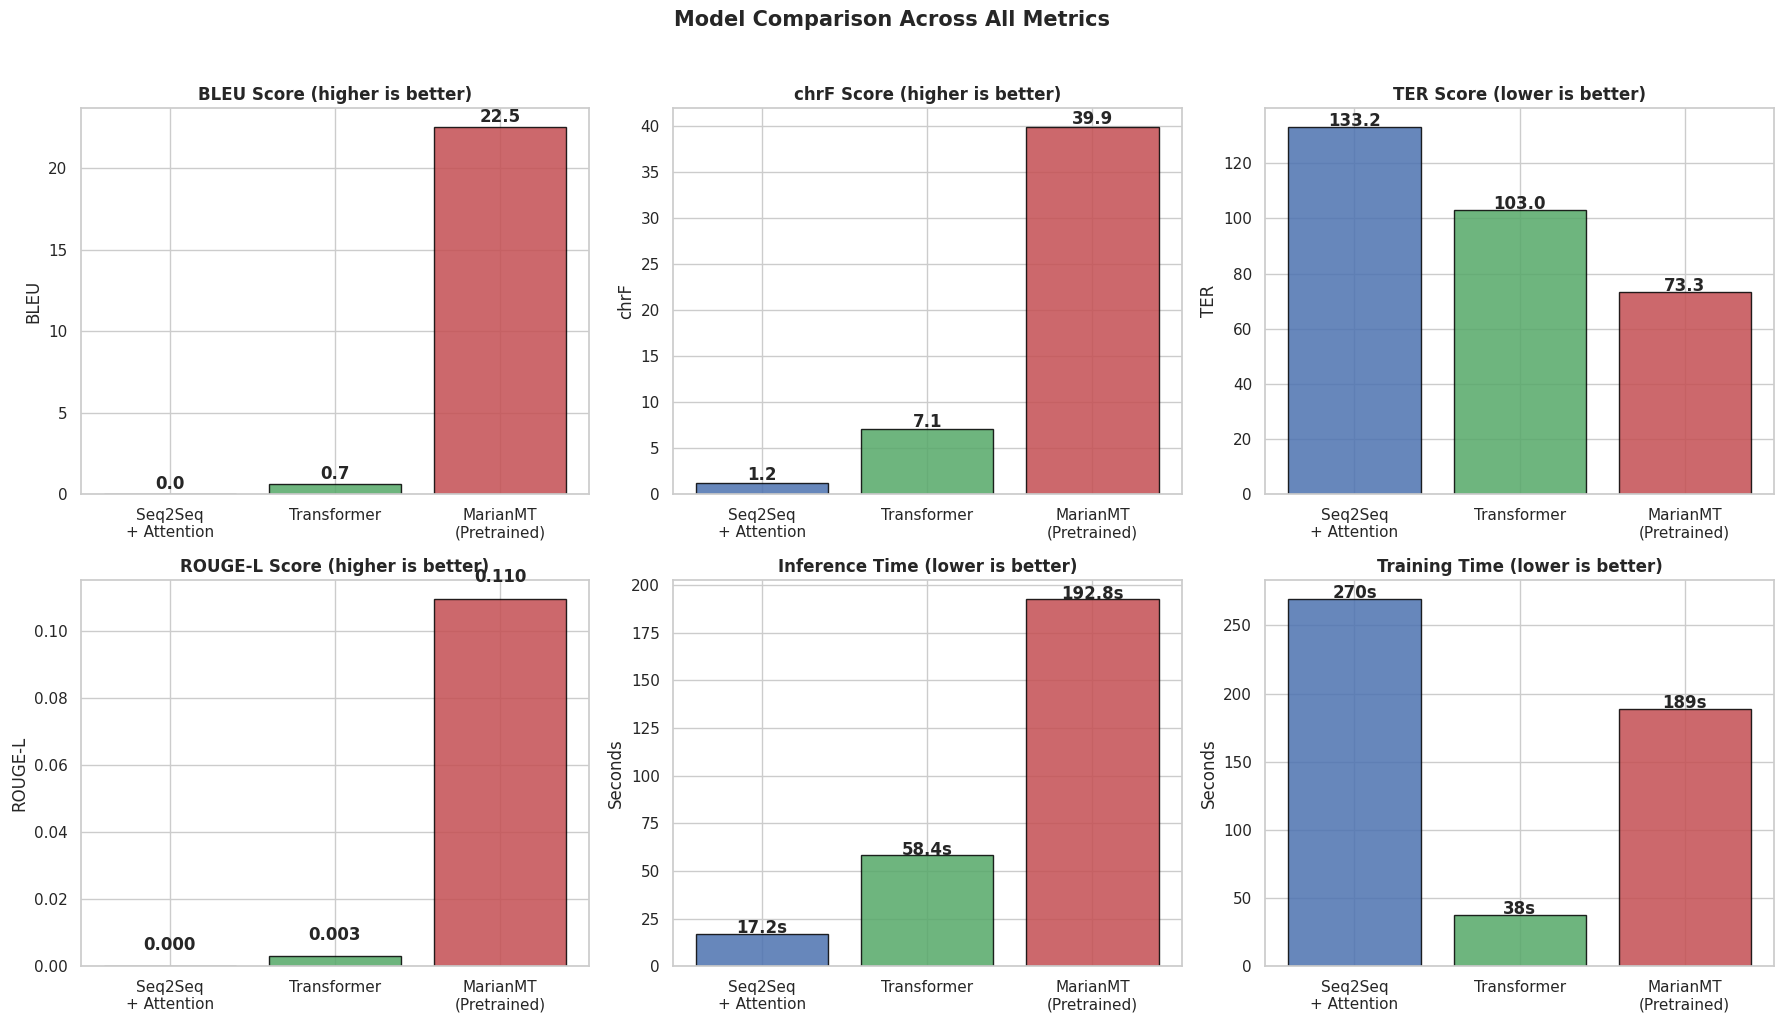 Model Comparison Across All Metrics
BLEU Score (higher is better)
BLEU
20
15
10
5
0
0.0
0.7
22.5
Seq2Seq
+ Attention
Transformer
MarianMT
(Pretrained)
chrF Score (higher is better)
chrF
40
35
30
25
20
15
10
5
0
1.2
7.1
39.9
Seq2Seq
+ Attention
Transformer
MarianMT
(Pretrained)
TER Score (lower is better)
TER
120
100
80
60
40
20
0
133.2
103.0
73.3
Seq2Seq
+ Attention
Transformer
MarianMT
(Pretrained)
ROUGE-L Score (higher is better)
ROUGE-L
0.10
0.08
0.06
0.04
0.02
0.00
0.000
0.003
0.110
Seq2Seq
+ Attention
Transformer
MarianMT
(Pretrained)
Inference Time (lower is better)
Seconds
200
175
150
125
100
75
50
25
0
17.2s
58.4s
192.8s
Seq2Seq
+ Attention
Transformer
MarianMT
(Pretrained)
Training Time (lower is better)
Seconds
250
200
150
100
50
0
270s
38s
189s
Seq2Seq
+ Attention
Transformer
MarianMT
(Pretrained)